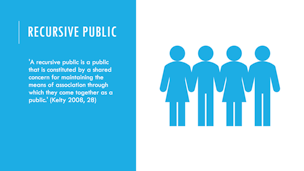 RECURSIVE PUBLIC
'A recursive public is a public
that is constituted by a shared
concern for maintaining the
means of association through
which they come together as a
public.' (Kelty 2008, 28)